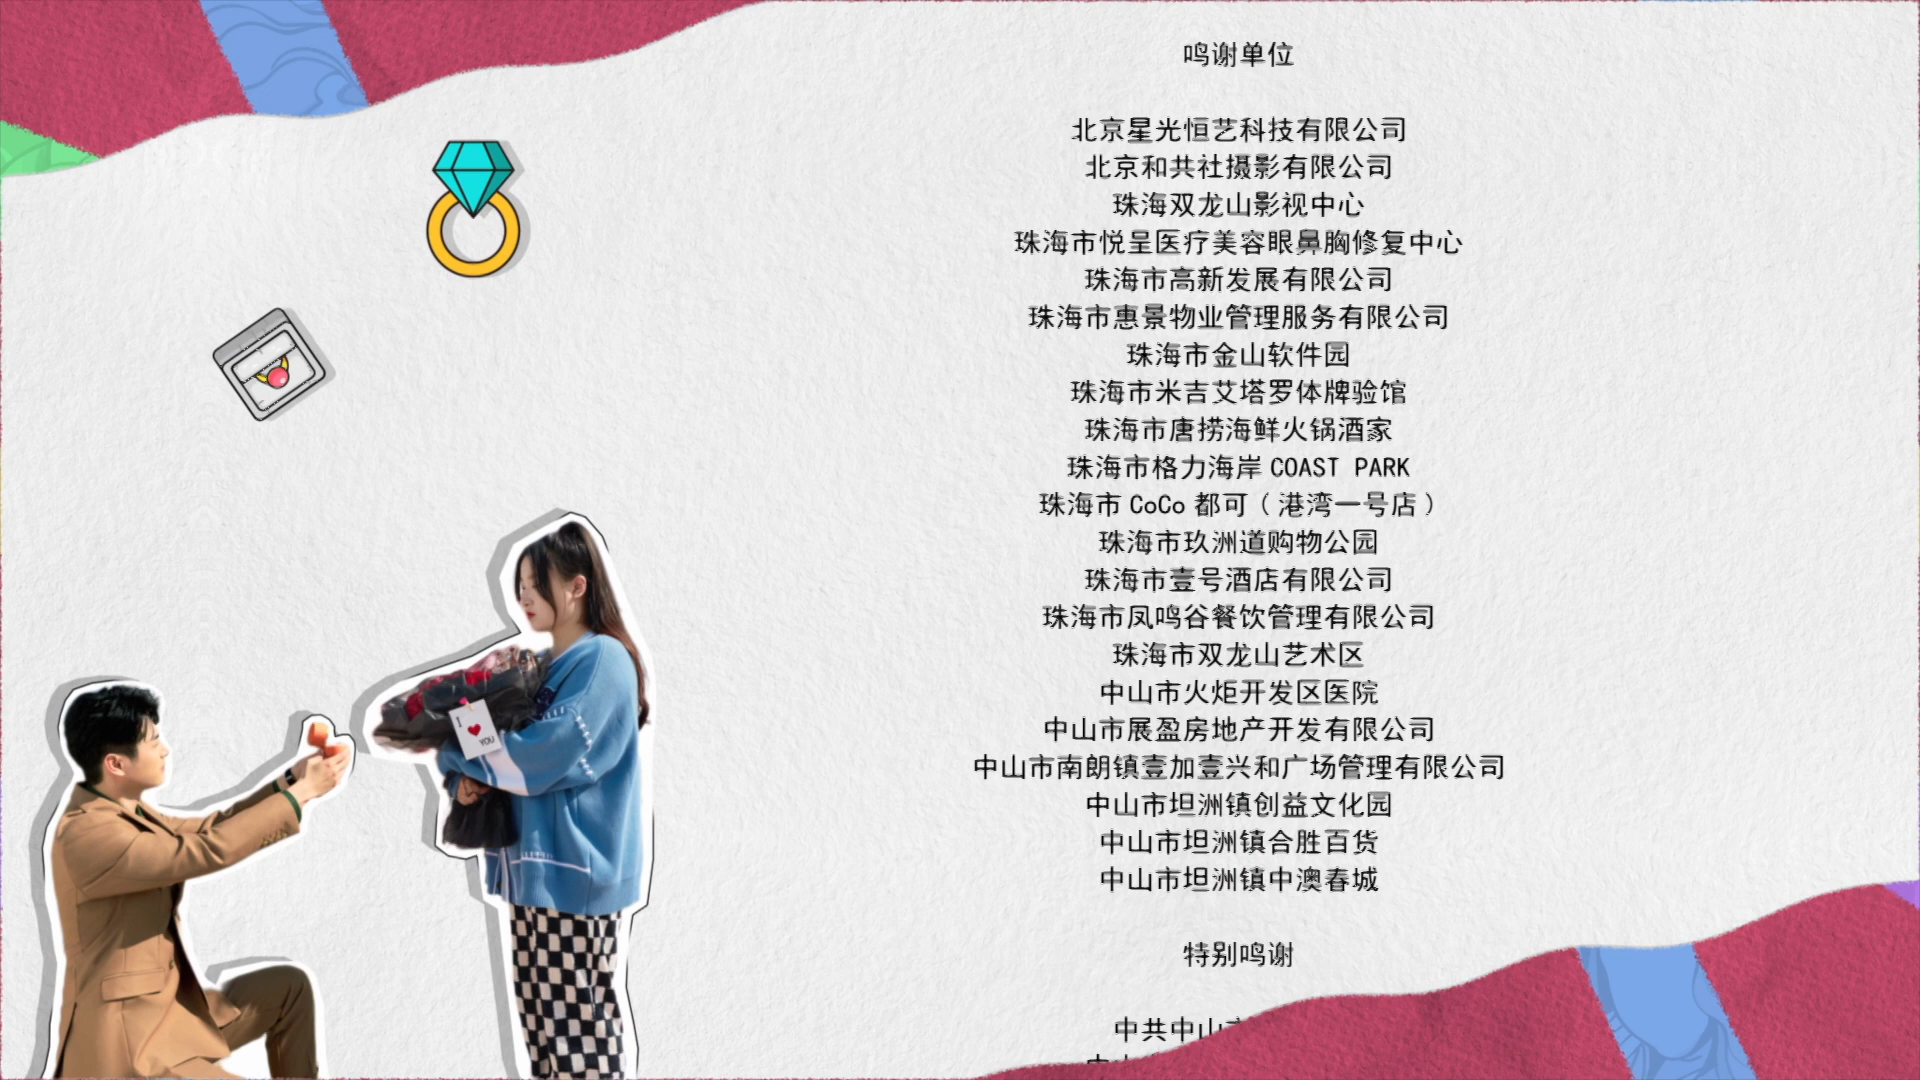 鸣谢单位
北京星光恒艺科技有限公司
北京和共社摄影有限公司
珠海双龙山影视中心
珠海市悦呈医疗美容眼鼻胸修复中心
珠海市高新发展有限公司
珠海市惠景物业管理服务有限公司
珠海市金山软件园
珠海市米吉艾塔罗体牌验馆
珠海市唐捞海鲜火锅酒家
珠海市格力海岸 COAST PARK
珠海市 CoCo 都可（港湾一号店）
珠海市玖洲道购物公园
珠海市壹号酒店有限公司
珠海市凤鸣谷餐饮管理有限公司
珠海市双龙山艺术区
中山市火炬开发区医院
中山市展盈房地产开发有限公司
中山市南朗镇壹加壹兴和广场管理有限公司
中山市坦洲镇创益文化园
中山市坦洲镇合胜百货
中山市坦洲镇中澳春城
特别鸣谢
中共中山
I
YOU